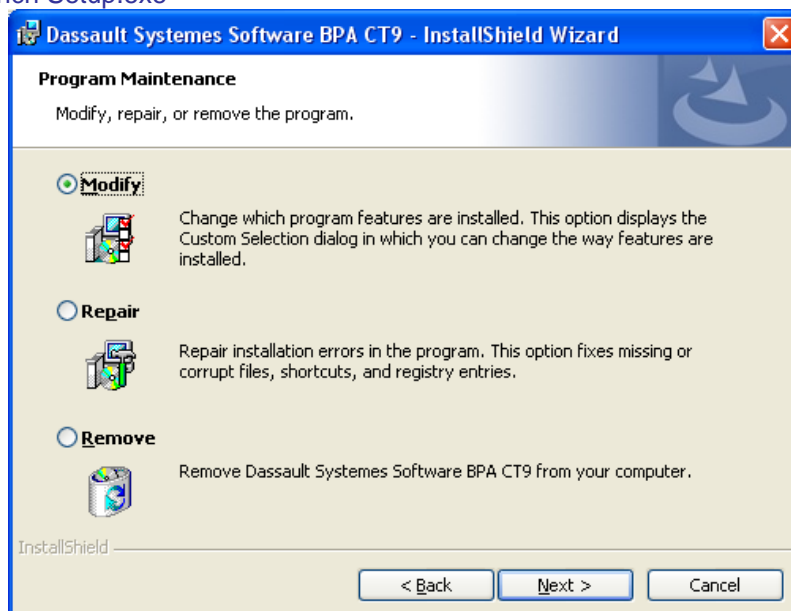 Setup.exe
Dassault Systemes Software BPA CT9 - InstallShield Wizard
Program Maintenance
Modify, repair, or remove the program.
Modify
Change which program features are installed. This option displays the
Custom Selection dialog in which you can change the way features are
installed.
Repair
Repair installation errors in the program. This option fixes missing or
corrupt files, shortcuts, and registry entries.
Remove
Remove Dassault Systemes Software BPA CT9 from your computer.
InstallShield
< Back
Next >
Cancel